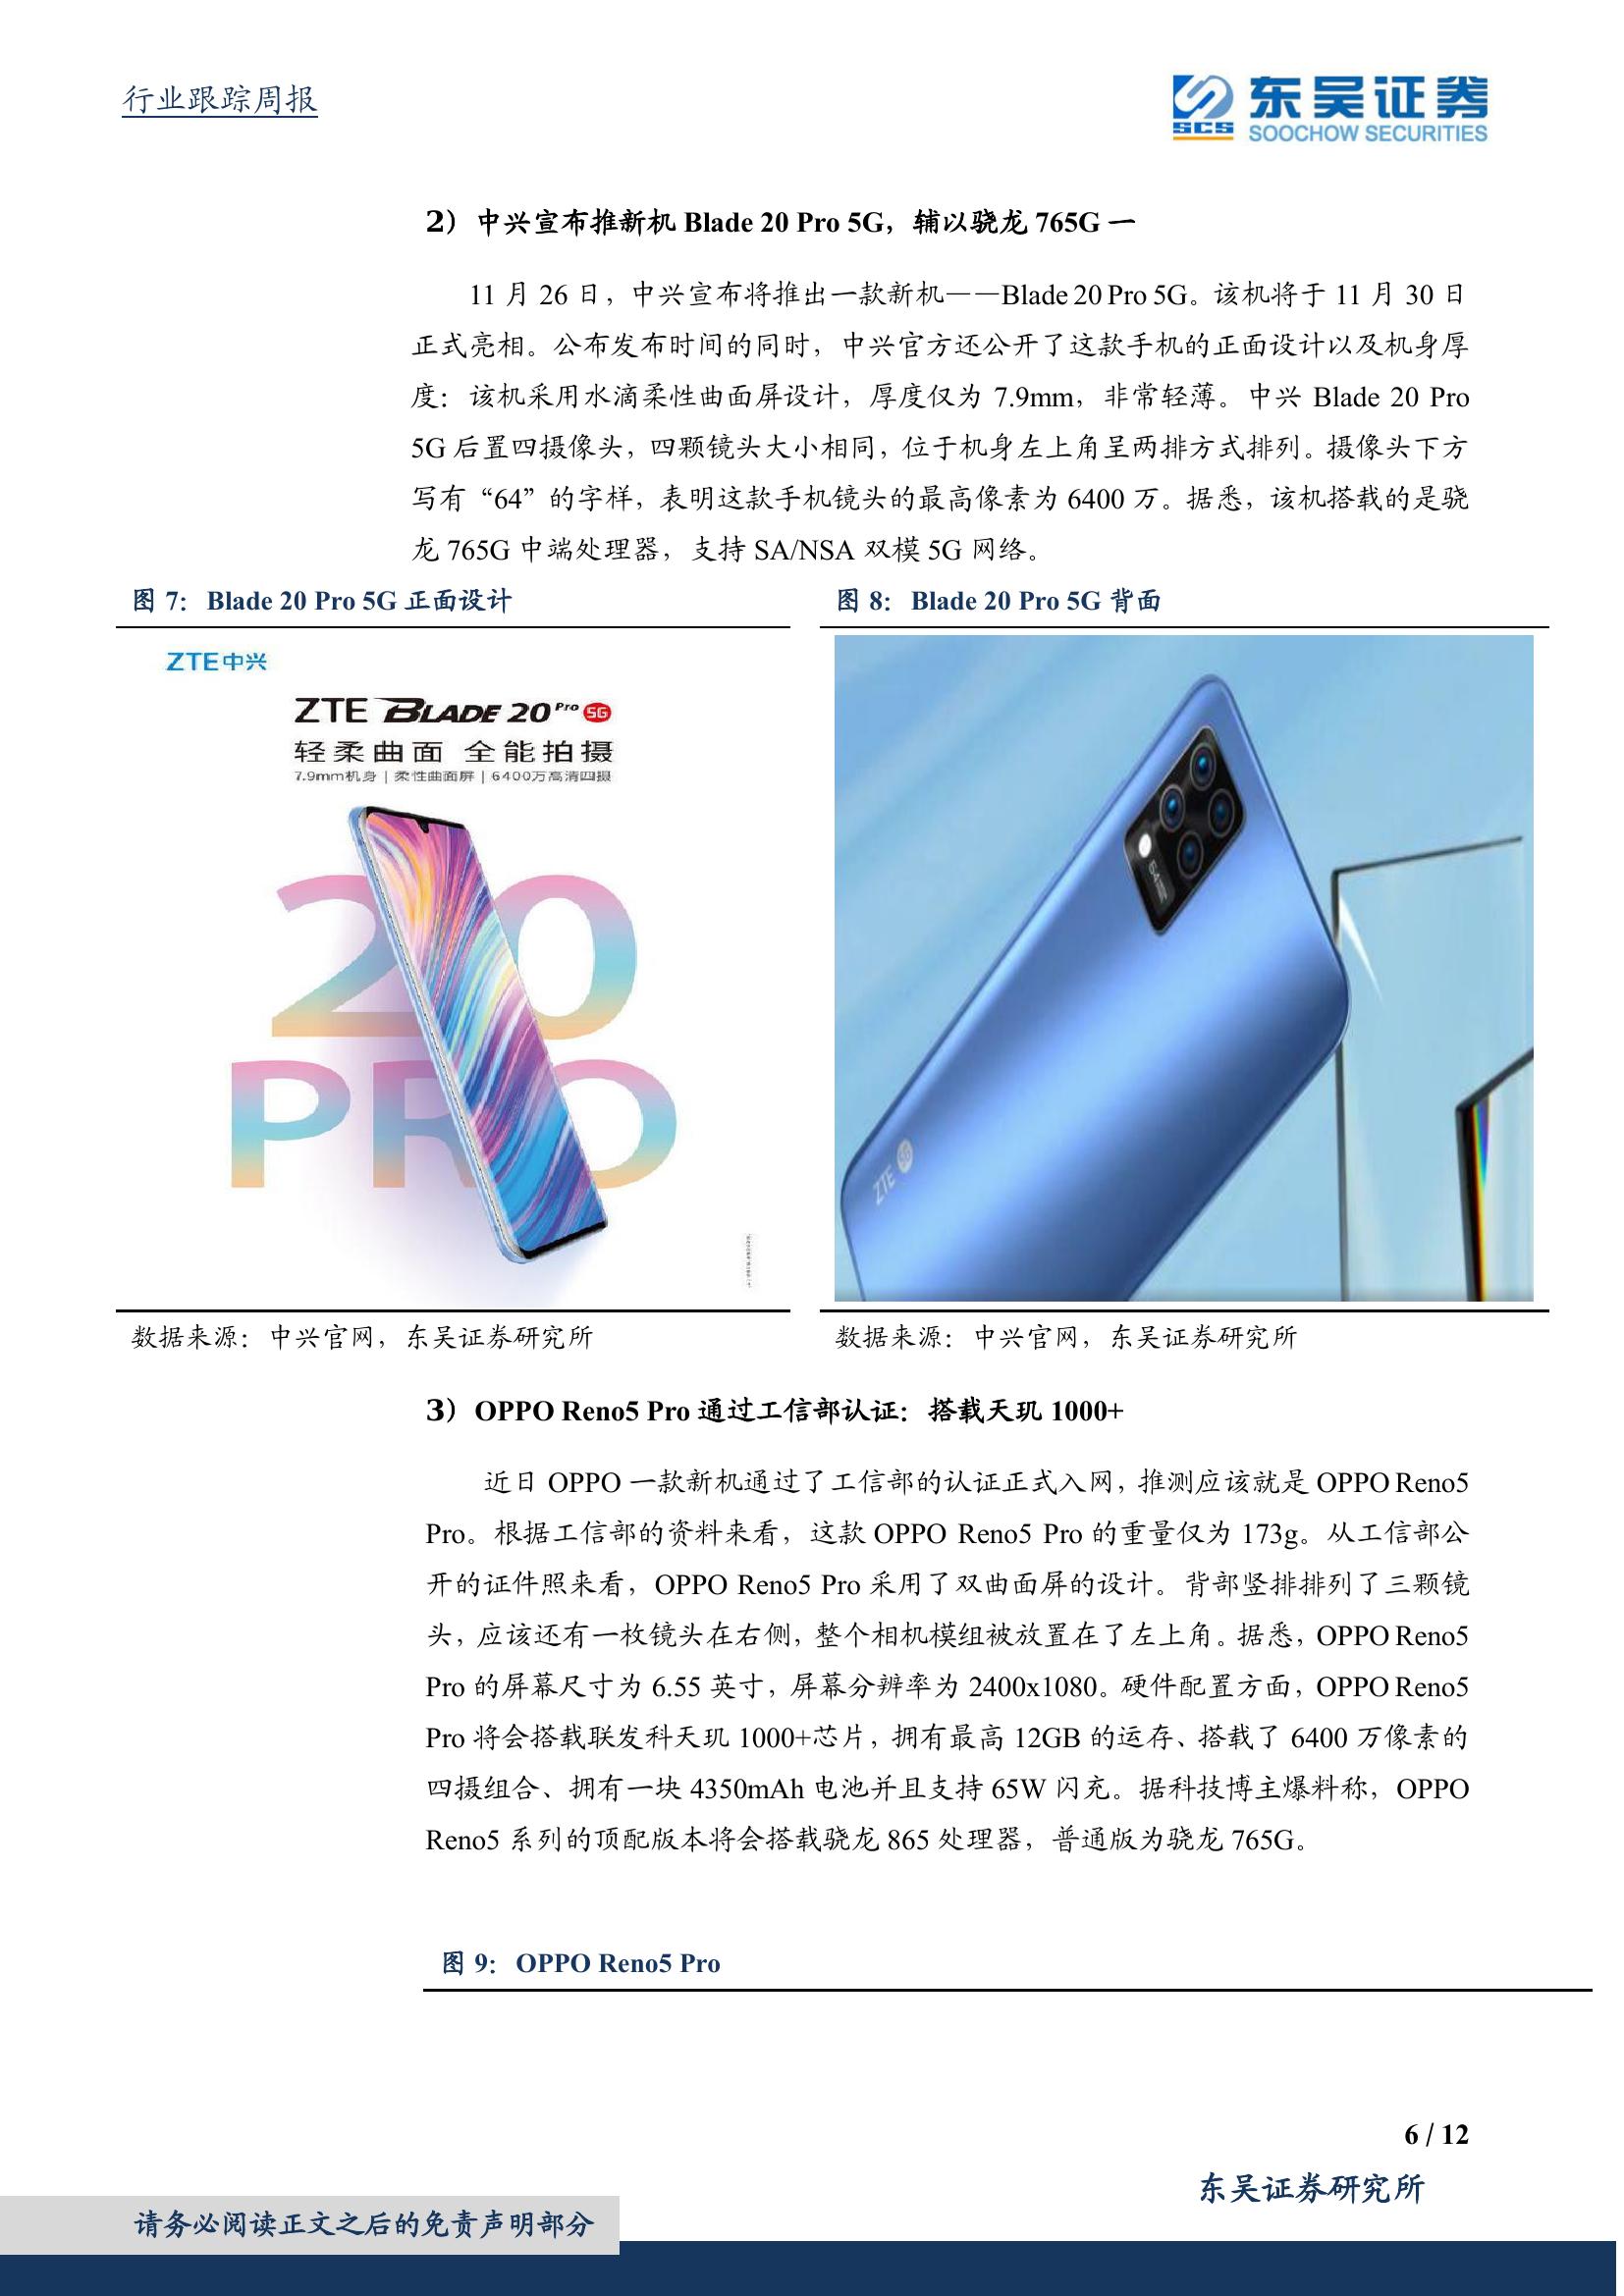 行业跟踪周报
SCS
东吴证券
SOOCHOW SECURITIES
2）中兴宣布推新机 Blade 20 Pro 5G，辅以骁龙 765G 一
11 月 26 日，中兴宣布将推出一款新机——Blade 20 Pro 5G。该机将于 11 月 30 日
正式亮相。公布发布时间的同时，中兴官方还公开了这款手机的正面设计以及机身厚
度：该机采用水滴柔性曲面屏设计，厚度仅为 7.9mm，非常轻薄。中兴 Blade 20 Pro
5G 后置四摄像头，四颗镜头大小相同，位于机身左上角呈两排方式排列。摄像头下方
写有“64”的字样，表明这款手机镜头的最高像素为 6400 万。据悉，该机搭载的是骁
龙 765G 中端处理器，支持 SA/NSA 双模 5G 网络。
图 7： Blade 20 Pro 5G 正面设计
ZTE中兴
ZTE BLADE 20 Pro 5G
轻柔曲面 全能拍摄
7.9mm机身 | 柔性曲面屏 | 6400万高清四摄
20
PRO
数据来源：中兴官网，东吴证券研究所
图 8： Blade 20 Pro 5G 背面
64
ZTE 5G
数据来源：中兴官网，东吴证券研究所
3）OPPO Reno5 Pro 通过工信部认证：搭载天玑 1000+
近日 OPPO 一款新机通过了工信部的认证正式入网，推测应该就是 OPPO Reno5
Pro。根据工信部的资料来看，这款 OPPO Reno5 Pro 的重量仅为 173g。从工信部公
开的证件照来看，OPPO Reno5 Pro 采用了双曲面屏的设计。背部竖排排列了三颗镜
头，应该还有一枚镜头在右侧，整个相机模组被放置在了左上角。据悉，OPPO Reno5
Pro 的屏幕尺寸为 6.55 英寸，屏幕分辨率为 2400x1080。硬件配置方面，OPPO Reno5
Pro 将会搭载联发科天玑 1000+芯片，拥有最高 12GB 的运存、搭载了 6400 万像素的
四摄组合、拥有一块 4350mAh 电池并且支持 65W 闪充。据科技博主爆料称，OPPO
Reno5 系列的顶配版本将会搭载骁龙 865 处理器，普通版为骁龙 765G。
图 9： OPPO Reno5 Pro
6 / 12
东吴证券研究所
请务必阅读正文之后的免责声明部分